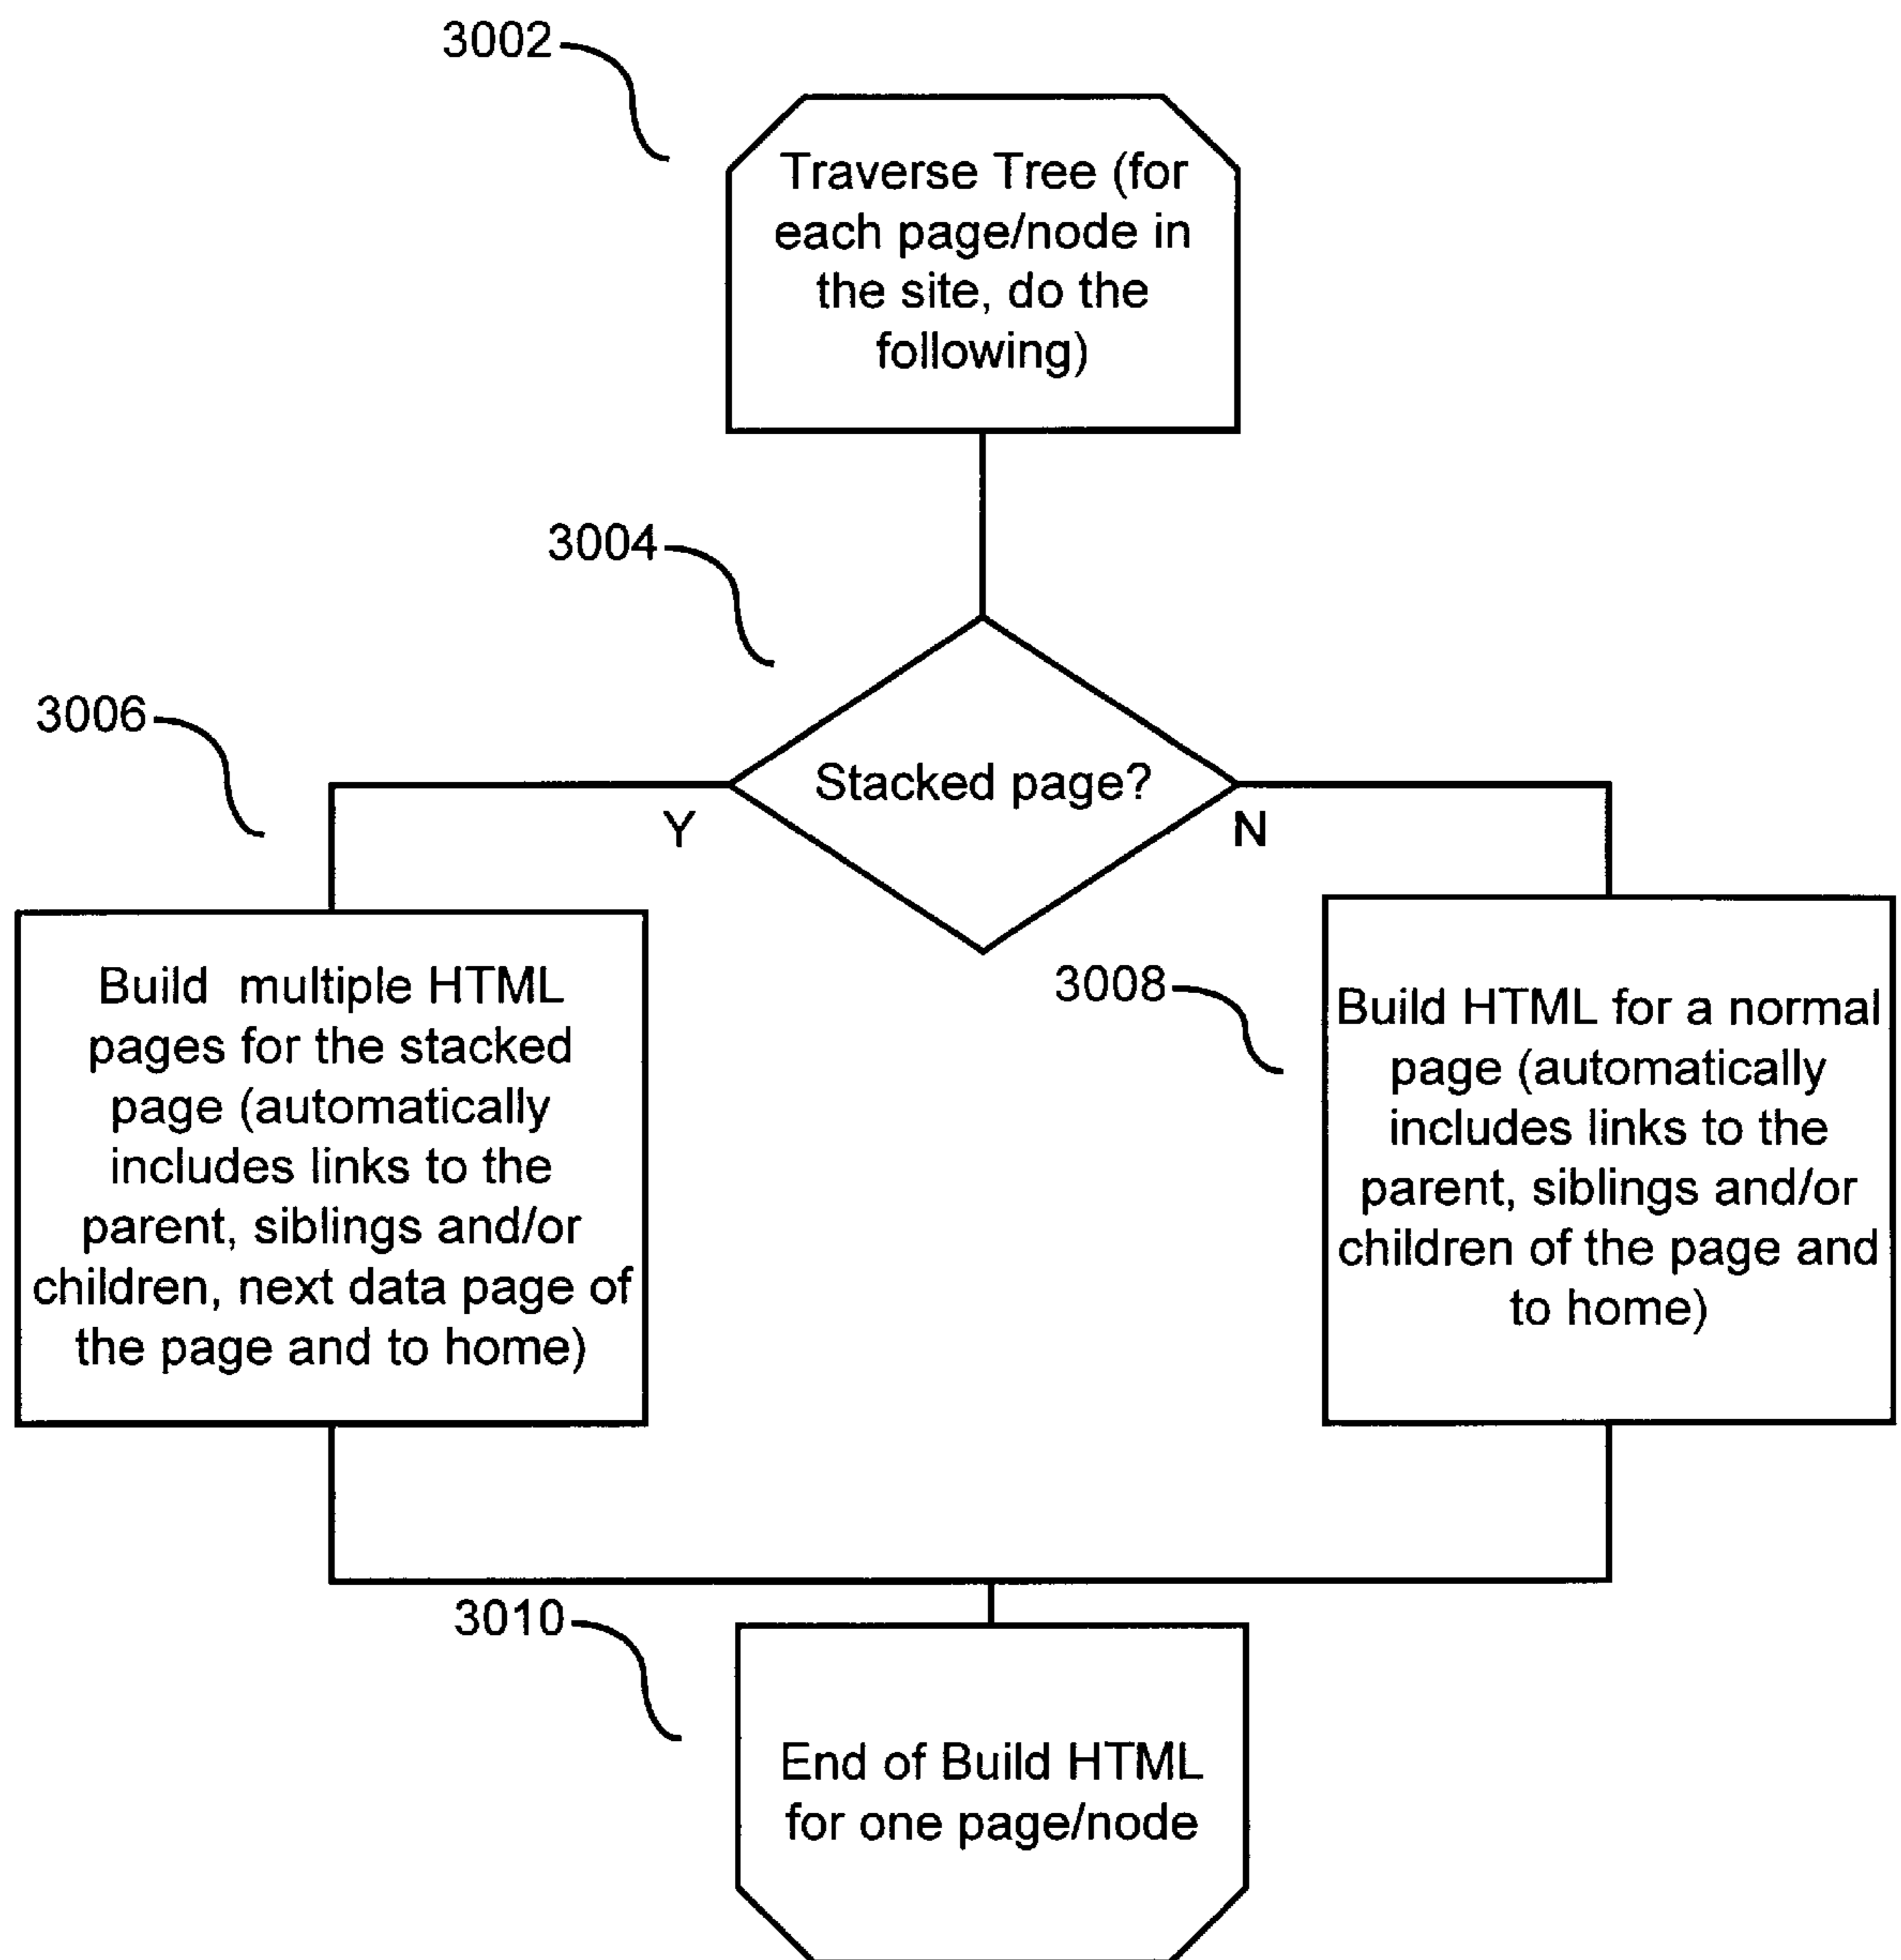 3002
Traverse Tree (for
each page/node in
the site, do the
following)
3004
Stacked page?
Y
N
3006
Build multiple HTML
pages for the stacked
page (automatically
includes links to the
parent, siblings and/or
children, next data page of
the page and to home)
3008
Build HTML for a normal
page (automatically
includes links to the
parent, siblings and/or
children of the page and
to home)
3010
End of Build HTML
for one page/node